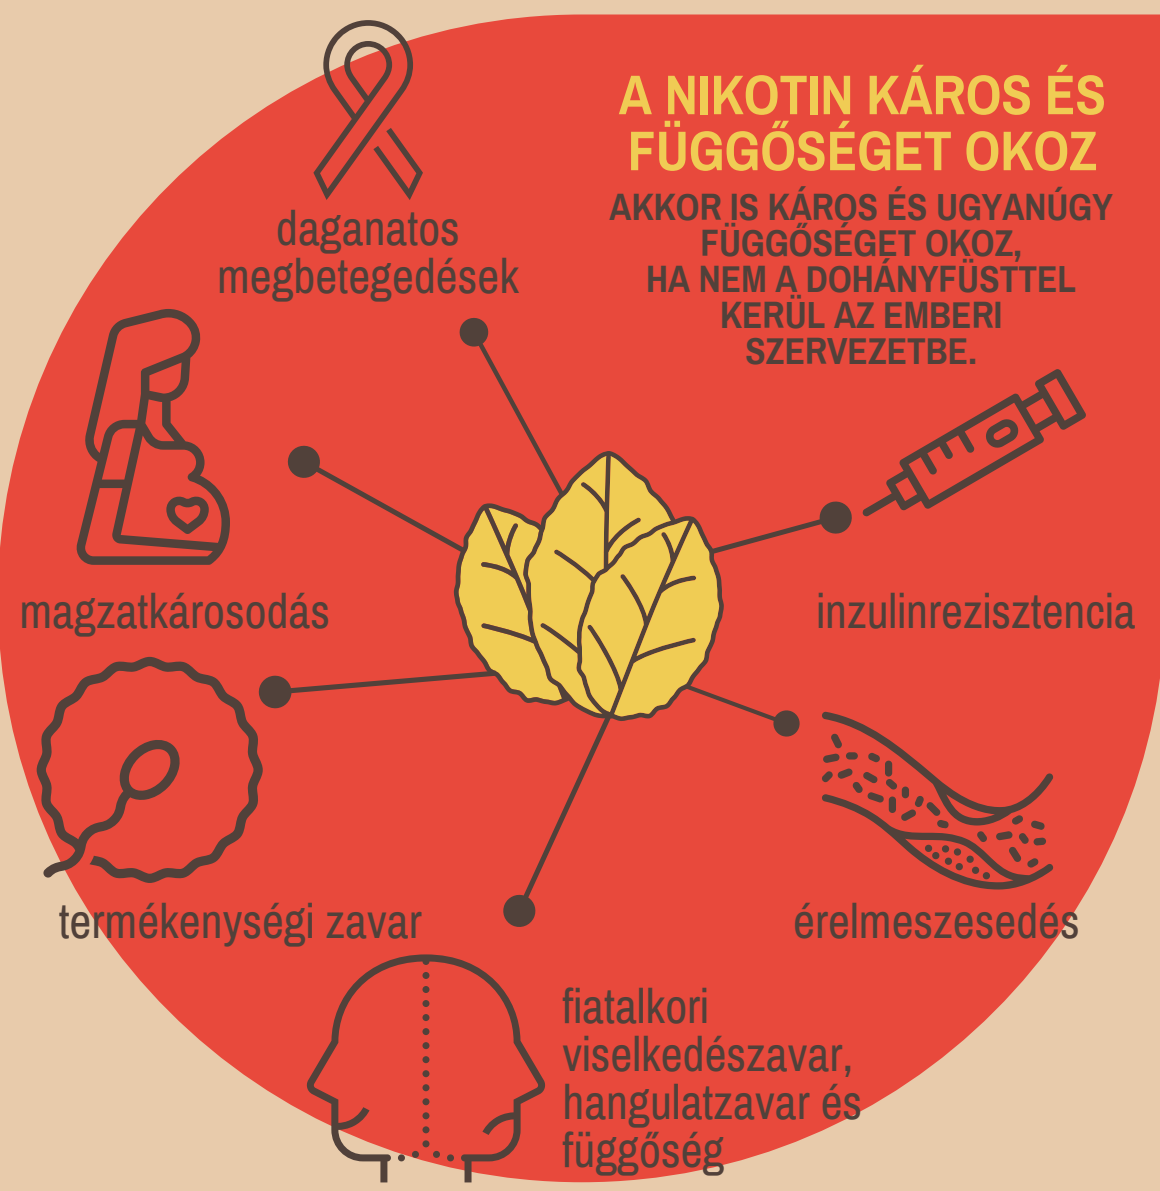 A NIKOTIN KÁROS ÉS
FÜGGŐSÉGET OKOZ
AKKOR IS KÁROS ÉS UGYANÚGY
FÜGGŐSÉGET OKOZ,
HA NEM A DOHÁNYFÜSTTEL
KERÜL AZ EMBERI
SZERVEZETBE.
daganatos
megbetegedések
magzatkárosodás
inzulinrezisztencia
termékenységi zavar
érelmeszesedés
fiatalkori
viselkedészavar,
hangulatzavar és
függőség